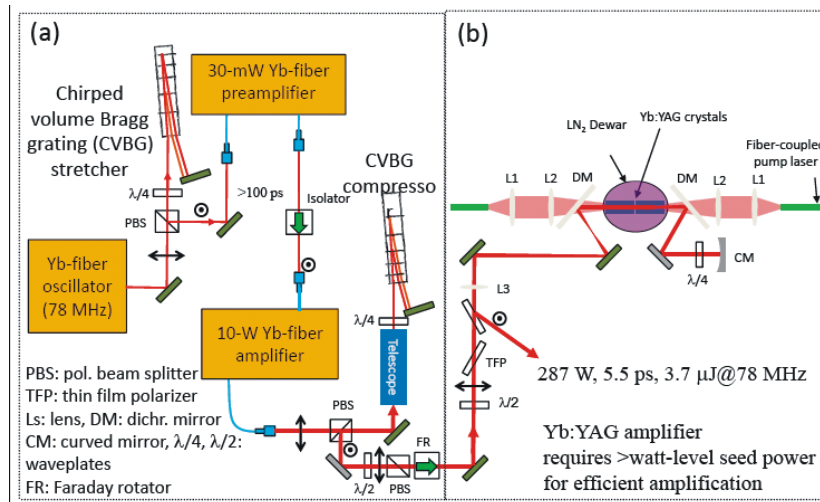 (a)
30-mW Yb-fiber
preamplifier
Chirped
volume Bragg
grating (CVBG)
stretcher
λ/4
PBS
>100 ps
Isolator
CVBG
compresso
Yb-fiber
oscillator
(78 MHz)
λ/4
10-W Yb-fiber
amplifier
Telescope
PBS: pol. beam splitter
TFP: thin film polarizer
Ls: lens, DM: dichr. mirror
CM: curved mirror, λ/4, λ/2:
waveplates
FR: Faraday rotator
PBS
λ/2
PBS
FR
(b)
LN2 Dewar
Yb:YAG crystals
Fiber-coupled
pump laser
L1
L2
DM
DM
L2
L1
CM
λ/4
L3
TFP
λ/2
287 W, 5.5 ps, 3.7 μJ@78 MHz
Yb:YAG amplifier
requires >watt-level seed power
for efficient amplification